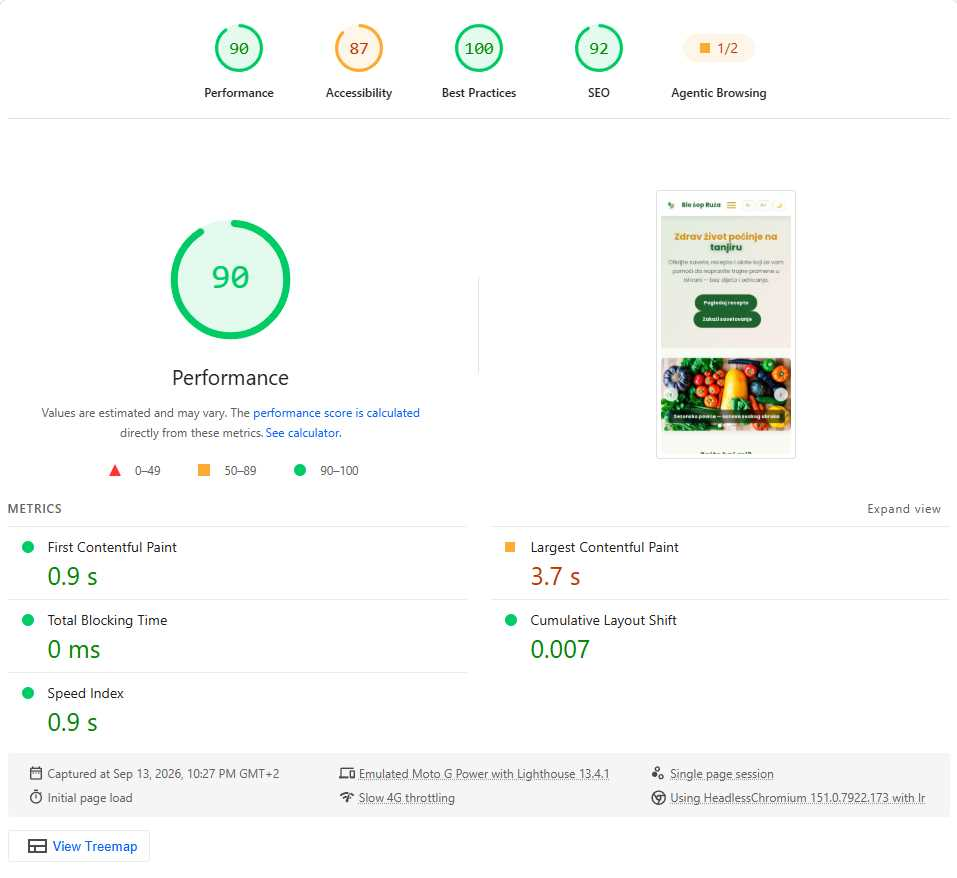 90
87
100
92
1/2
Performance
Accessibility
Best Practices
SEO
Agentic Browsing
90
Performance
Values are estimated and may vary. The performance score is calculated
directly from these metrics. See calculator.
0–49
50–89
90–100
Bio šop Ruža
Zdrav život počinje na
tanjiru
Otkrijte savete, recepte i alate koji će vam
pomoći da napravite trajne promene u
ishrani — bez dijeta i odricanja.
Pogledaj recepte
Zakaži savetovanje
Sezonsko povrće — osnova svakog obroka
METRICS
Expand view
First Contentful Paint
0.9 s
Largest Contentful Paint
3.7 s
Total Blocking Time
0 ms
Cumulative Layout Shift
0.007
Speed Index
0.9 s
Captured at Sep 13, 2026, 10:27 PM GMT+2
Emulated Moto G Power with Lighthouse 13.4.1
Single page session
Initial page load
Slow 4G throttling
Using HeadlessChromium 151.0.7922.173 with lr
View Treemap